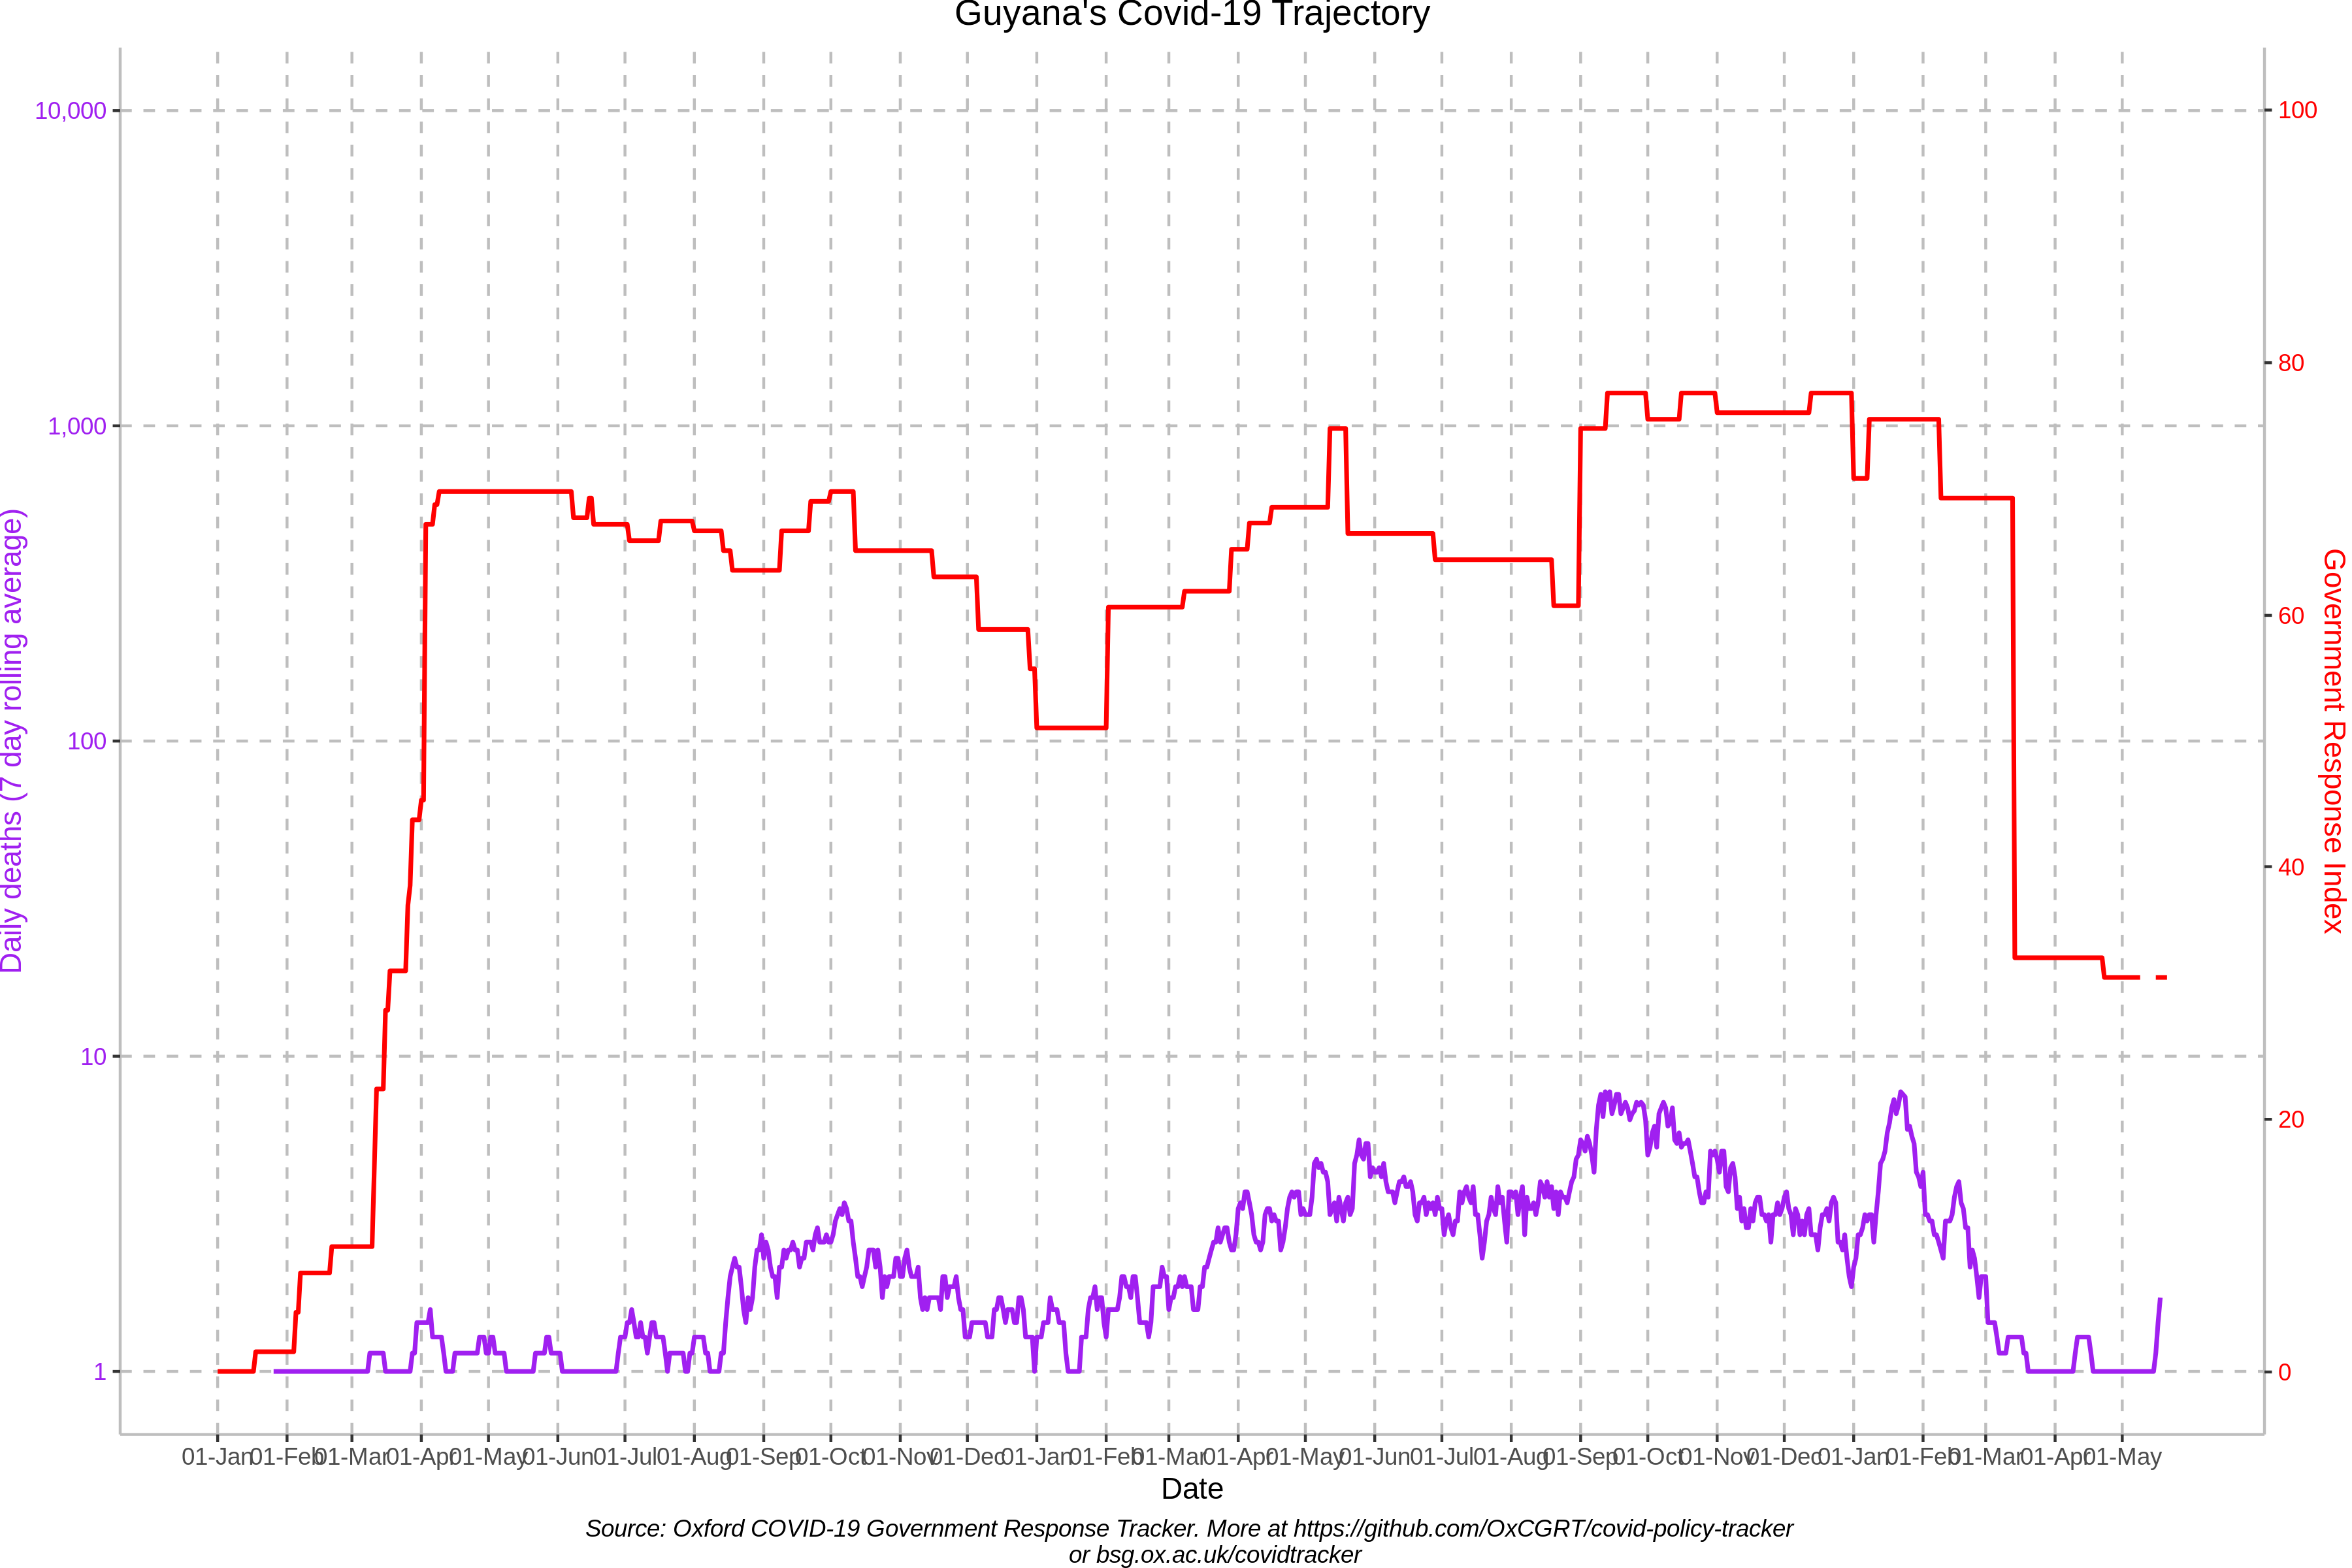 Guyana's Covid-19 Trajectory
10,000
1,000
100
10
1
Daily deaths (7 day rolling average)
100
80
60
40
20
0
Government Response Index
01-Jan 01-Feb 01-Mar 01-Apr 01-May 01-Jun 01-Jul 01-Aug 01-Sep 01-Oct 01-Nov 01-Dec 01-Jan 01-Feb 01-Mar 01-Apr 01-May 01-Jun 01-Jul 01-Aug 01-Sep 01-Oct 01-Nov 01-Dec 01-Jan 01-Feb 01-Mar 01-Apr 01-May
Date
Source: Oxford COVID-19 Government Response Tracker. More at https://github.com/OxCGRT/covid-policy-tracker
or bsg.ox.ac.uk/covidtracker